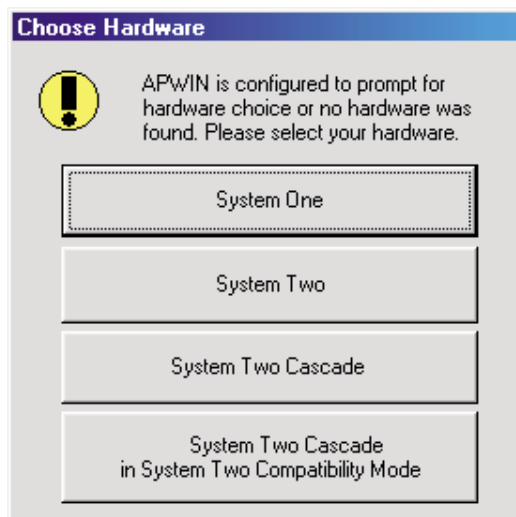 Choose Hardware
APWIN is configured to prompt for
hardware choice or no hardware was
found. Please select your hardware.
System One
System Two
System Two Cascade
System Two Cascade
in System Two Compatibility Mode